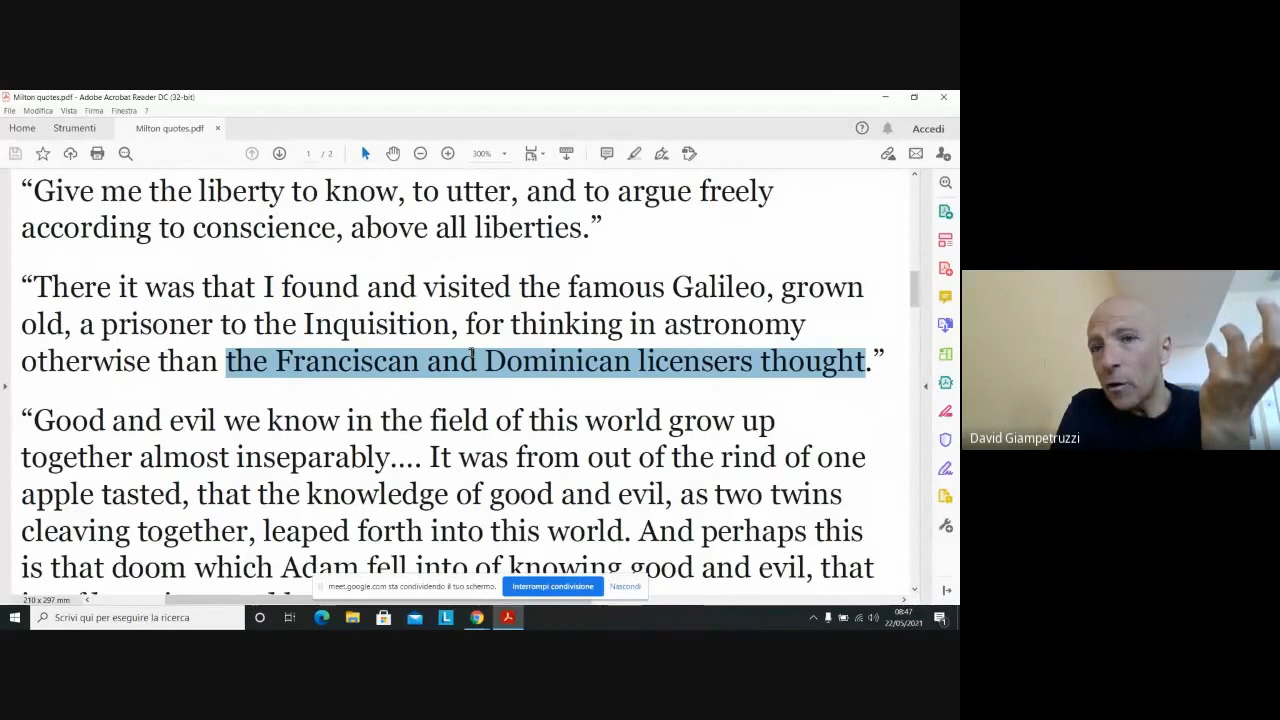 Milton quotes.pdf - Adobe Acrobat Reader DC (32-bit)
File Modifica Vista Firma Finestra ?
Home Strumenti Milton quotes.pdf × Accedi
1 / 2 300%
“Give me the liberty to know, to utter, and to argue freely
according to conscience, above all liberties.”
“There it was that I found and visited the famous Galileo, grown
old, a prisoner to the Inquisition, for thinking in astronomy
otherwise than the Franciscan and Dominican licensers thought.”
“Good and evil we know in the field of this world grow up
together almost inseparably.... It was from out of the rind of one
apple tasted, that the knowledge of good and evil, as two twins
cleaving together, leaped forth into this world. And perhaps this
is that doom which Adam fell into of knowing good and evil, that
David Giampetruzzi
meet.google.com sta condividendo il tuo schermo. Interrompi condivisione Nascondi
210 x 297 mm
Scrivi qui per eseguire la ricerca
L
08:47
22/05/2021